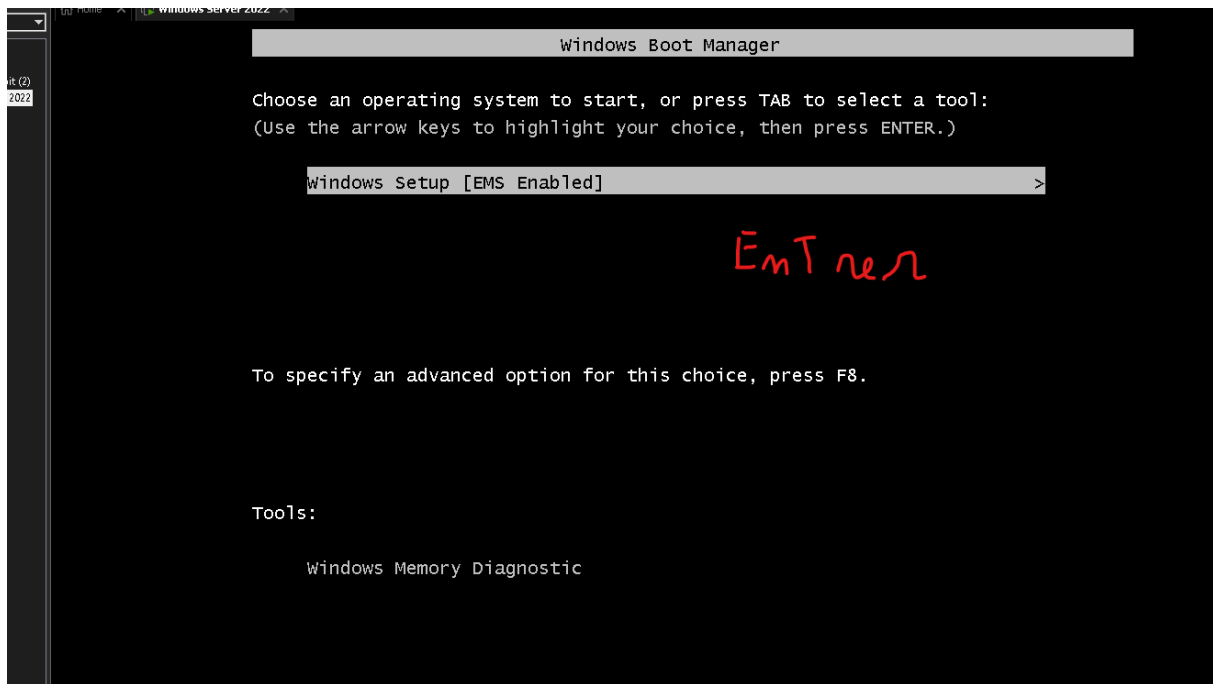 Home Windows Server 2022
Windows Boot Manager
it (2)
2022
Choose an operating system to start, or press TAB to select a tool:
(Use the arrow keys to highlight your choice, then press ENTER.)
Windows Setup [EMS Enabled] >
EnTrer
To specify an advanced option for this choice, press F8.
Tools:
Windows Memory Diagnostic